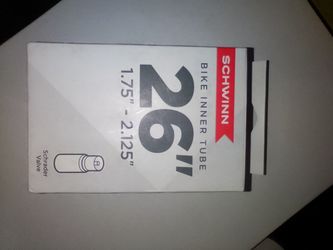 SCHWINN
BIKE INNER TUBE
26"
1.75" - 2.125"
Schrader
Valve